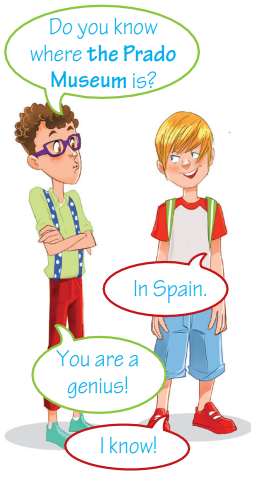 Do you know
where the Prado
Museum is?
In Spain.
You are a
genius!
I know!